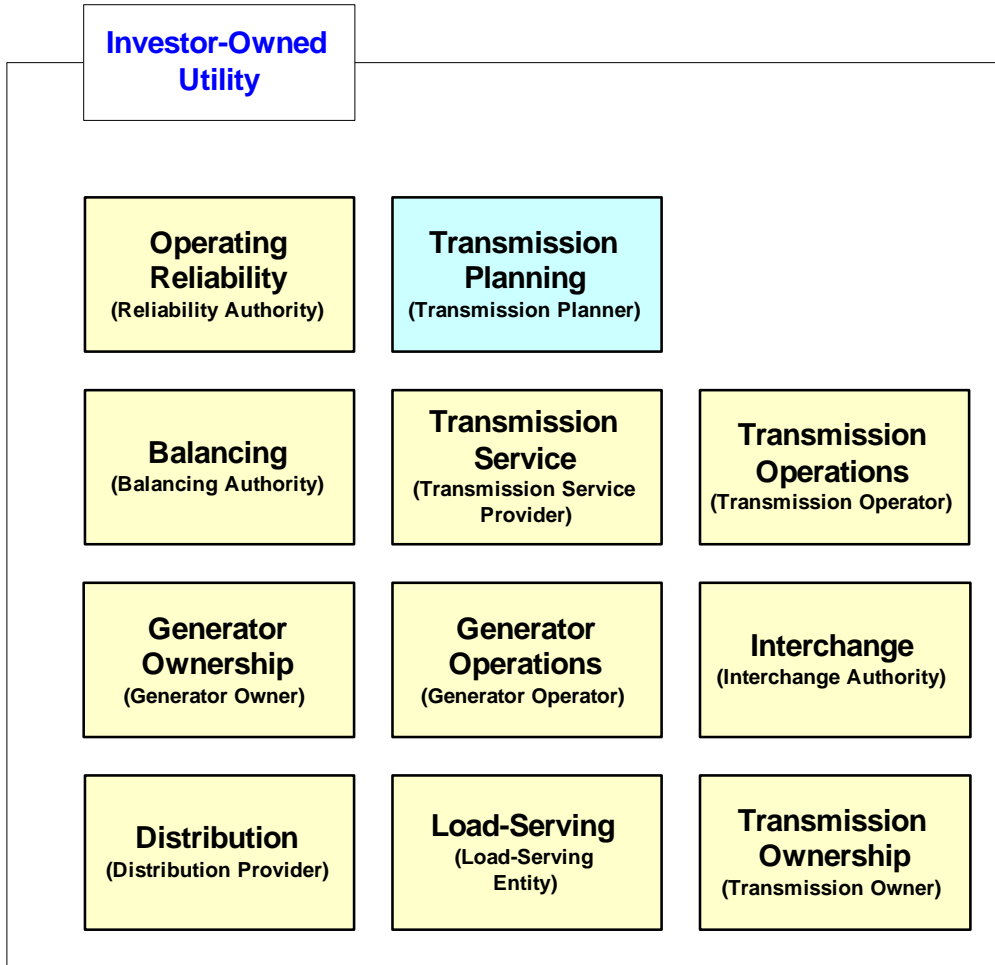 Investor-Owned
Utility
Operating
Reliability
(Reliability Authority)
Transmission
Planning
(Transmission Planner)
Balancing
(Balancing Authority)
Transmission
Service
(Transmission Service
Provider)
Transmission
Operations
(Transmission Operator)
Generator
Ownership
(Generator Owner)
Generator
Operations
(Generator Operator)
Interchange
(Interchange Authority)
Distribution
(Distribution Provider)
Load-Serving
(Load-Serving
Entity)
Transmission
Ownership
(Transmission Owner)